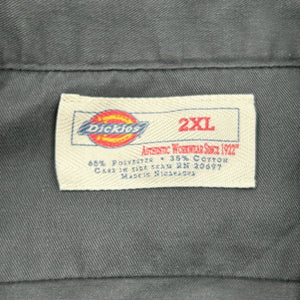 Dickies
2XL
AUTHENTIC WORKWEAR SINCE 1922"
65% POLYESTER • 35% COTTON
CARE IN SIDE SEAM RN 20697
MADE IN NICARAGUA